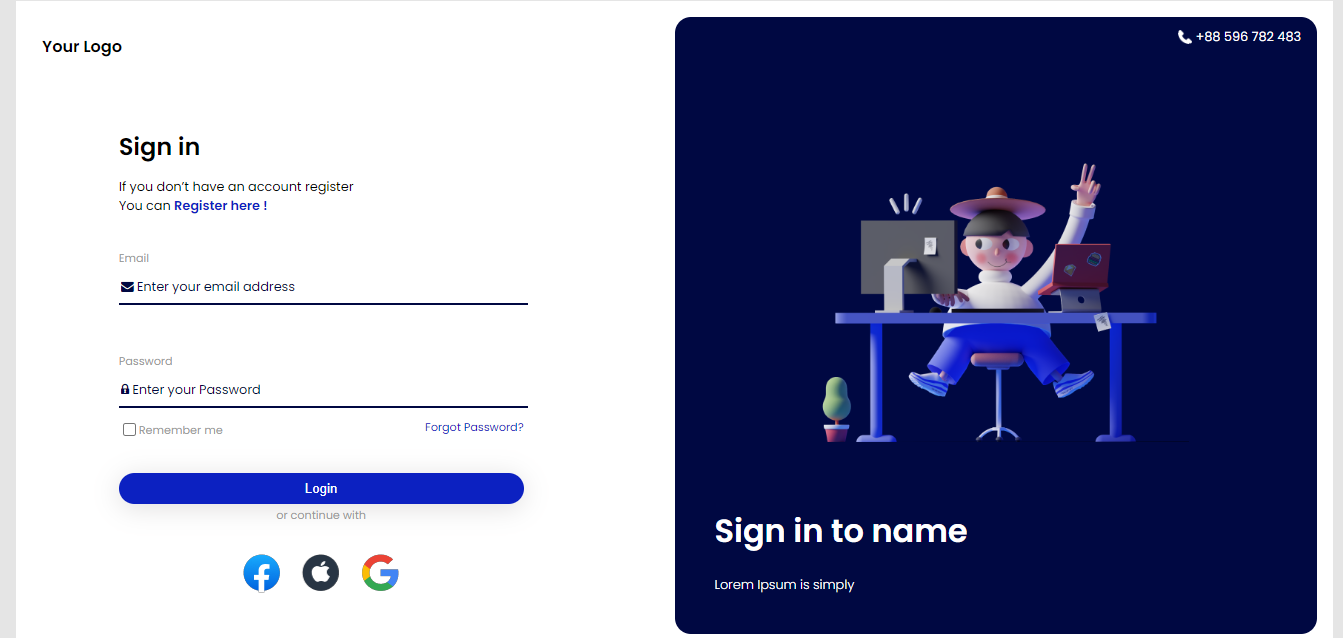 Your Logo
Sign in
If you don’t have an account register
You can Register here !
Email
Enter your email address
Password
Enter your Password
Remember me
Forgot Password?
Login
or continue with
+88 596 782 483
Sign in to name
Lorem Ipsum is simply